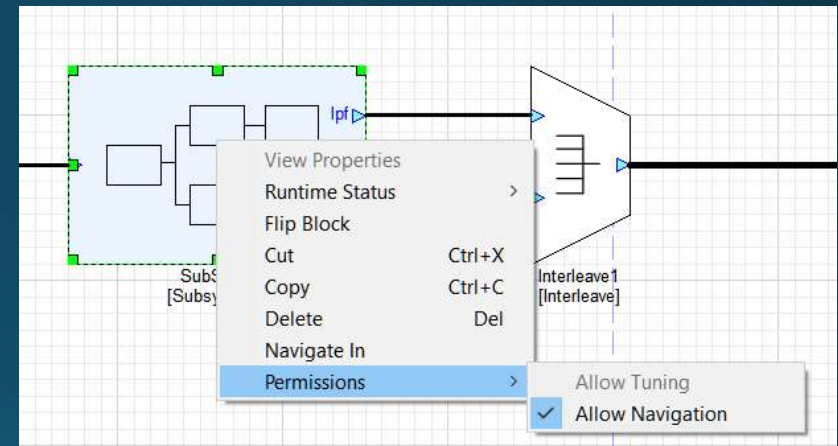 lpf
View Properties
Runtime Status
Flip Block
Cut Ctrl+X
Copy Ctrl+C
Delete Del
Navigate In
Permissions
Allow Tuning
Allow Navigation
SubS
[Subsy
Interleave1
[Interleave]